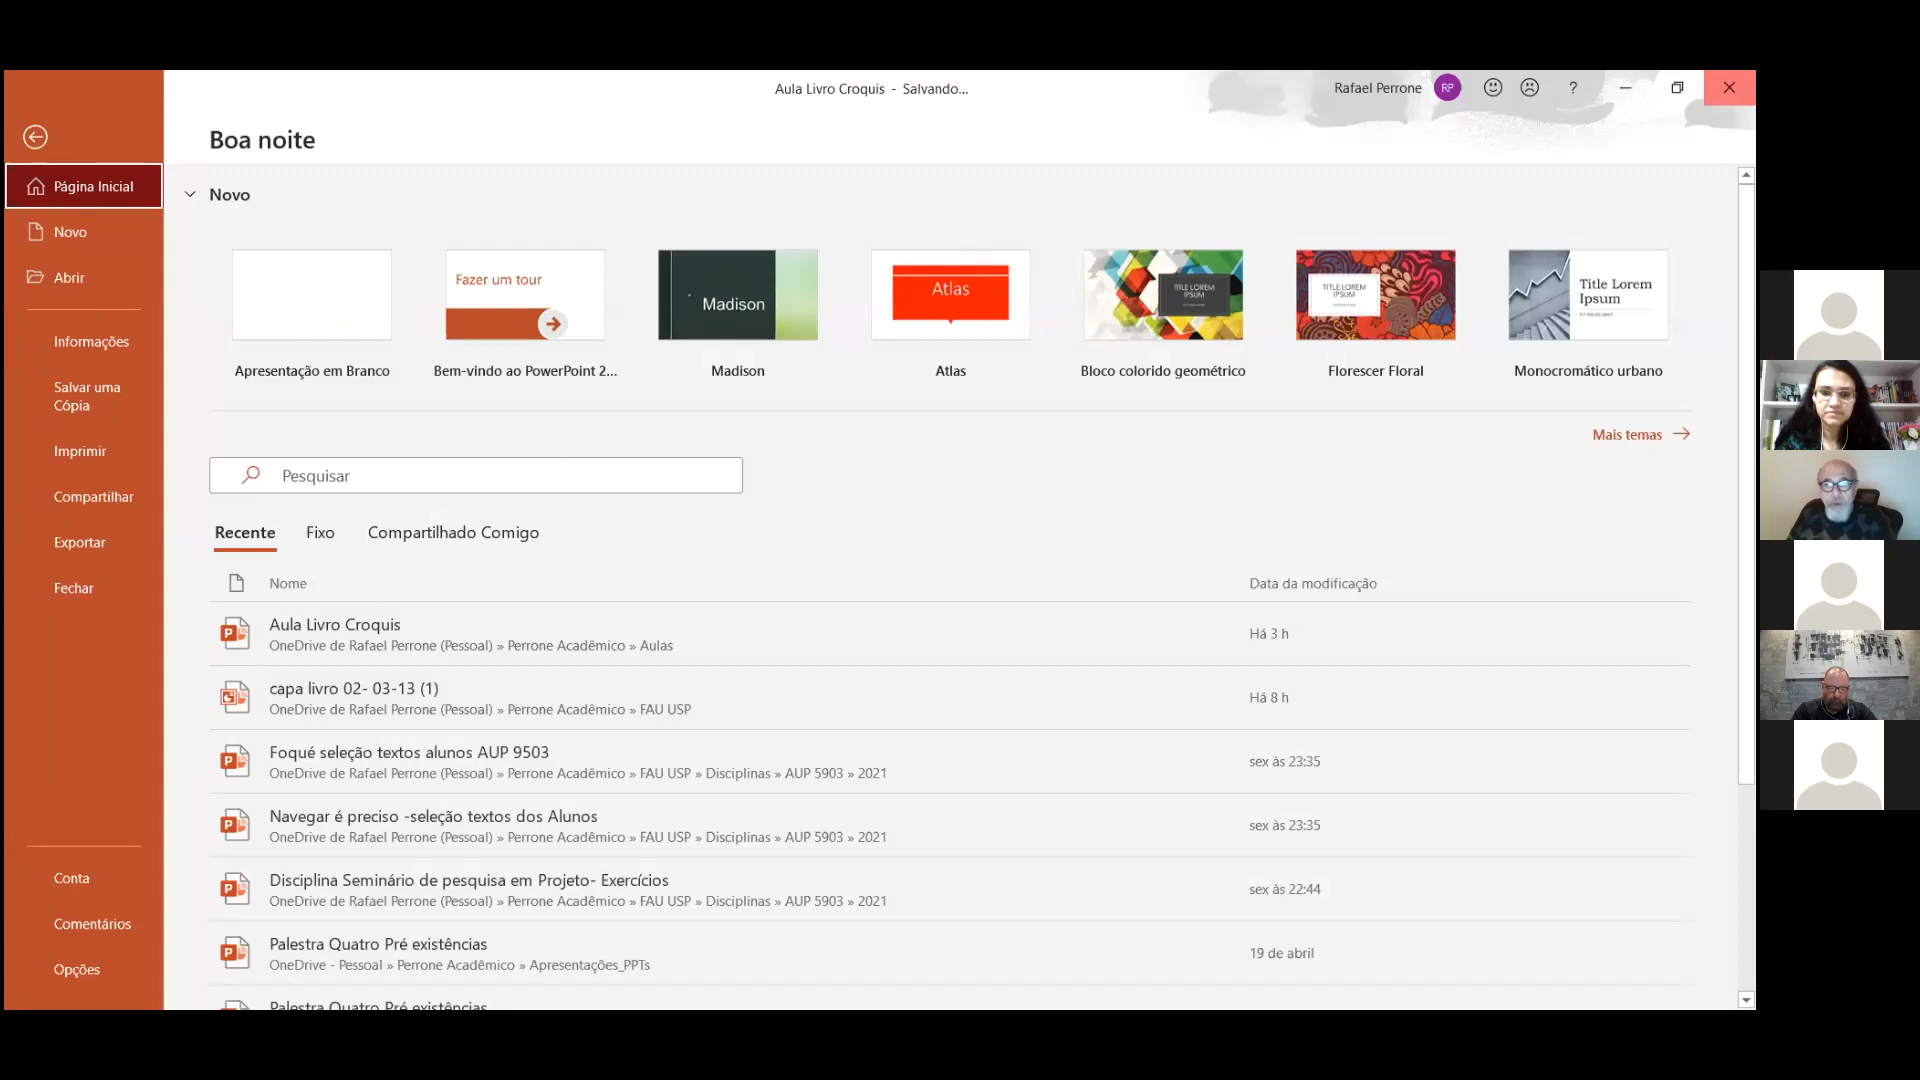 Aula Livro Croquis - Salvando...
Rafael Perrone
RP
?
Boa noite
Página Inicial
Novo
Abrir
Informações
Salvar uma
Cópia
Imprimir
Compartilhar
Exportar
Fechar
Conta
Comentários
Opções
Novo
Fazer um tour
Madison
Atlas
TITLE LOREM
IPSUM
TITLE LOREM
IPSUM
Title Lorem
Ipsum
Apresentação em Branco
Bem-vindo ao PowerPoint 2...
Madison
Atlas
Bloco colorido geométrico
Florescer Floral
Monocromático urbano
Mais temas
Pesquisar
Recente
Fixo
Compartilhado Comigo
Nome
Data da modificação
Aula Livro Croquis
OneDrive de Rafael Perrone (Pessoal) » Perrone Acadêmico » Aulas
Há 3 h
capa livro 02- 03-13 (1)
OneDrive de Rafael Perrone (Pessoal) » Perrone Acadêmico » FAU USP
Há 8 h
Foqué seleção textos alunos AUP 9503
OneDrive de Rafael Perrone (Pessoal) » Perrone Acadêmico » FAU USP » Disciplinas » AUP 5903 » 2021
sex às 23:35
Navegar é preciso -seleção textos dos Alunos
OneDrive de Rafael Perrone (Pessoal) » Perrone Acadêmico » FAU USP » Disciplinas » AUP 5903 » 2021
sex às 23:35
Disciplina Seminário de pesquisa em Projeto- Exercícios
OneDrive de Rafael Perrone (Pessoal) » Perrone Acadêmico » FAU USP » Disciplinas » AUP 5903 » 2021
sex às 22:44
Palestra Quatro Pré existências
OneDrive - Pessoal » Perrone Acadêmico » Apresentações_PPTs
19 de abril
Palestra Quatro Pré existências